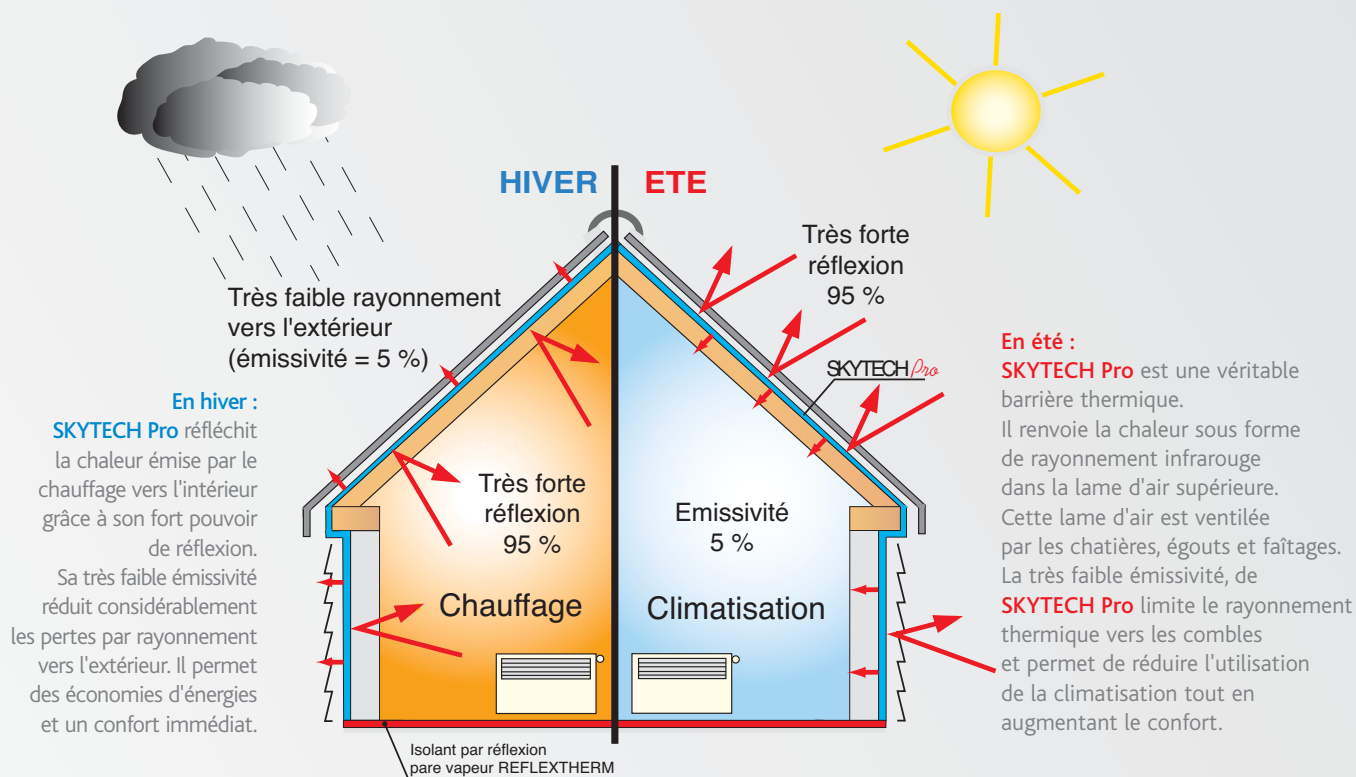 HIVER
ETE
Très faible rayonnement
vers l'extérieur
(émissivité = 5 %)
Très forte
réflexion
95 %
SKYTECH Pro
En hiver :
SKYTECH Pro réfléchit
la chaleur émise par le
chauffage vers l'intérieur
grâce à son fort pouvoir
de réflexion.
Sa très faible émissivité
réduit considérablement
les pertes par rayonnement
vers l'extérieur. Il permet
des économies d'énergies
et un confort immédiat.
Très forte
réflexion
95 %
Chauffage
Emissivité
5 %
Climatisation
En été :
SKYTECH Pro est une véritable
barrière thermique.
Il renvoie la chaleur sous forme
de rayonnement infrarouge
dans la lame d'air supérieure.
Cette lame d'air est ventilée
par les chatières, égouts et faîtages.
La très faible émissivité, de
SKYTECH Pro limite le rayonnement
thermique vers les combles
et permet de réduire l'utilisation
de la climatisation tout en
augmentant le confort.
Isolant par réflexion
pare vapeur REFLEXTHERM